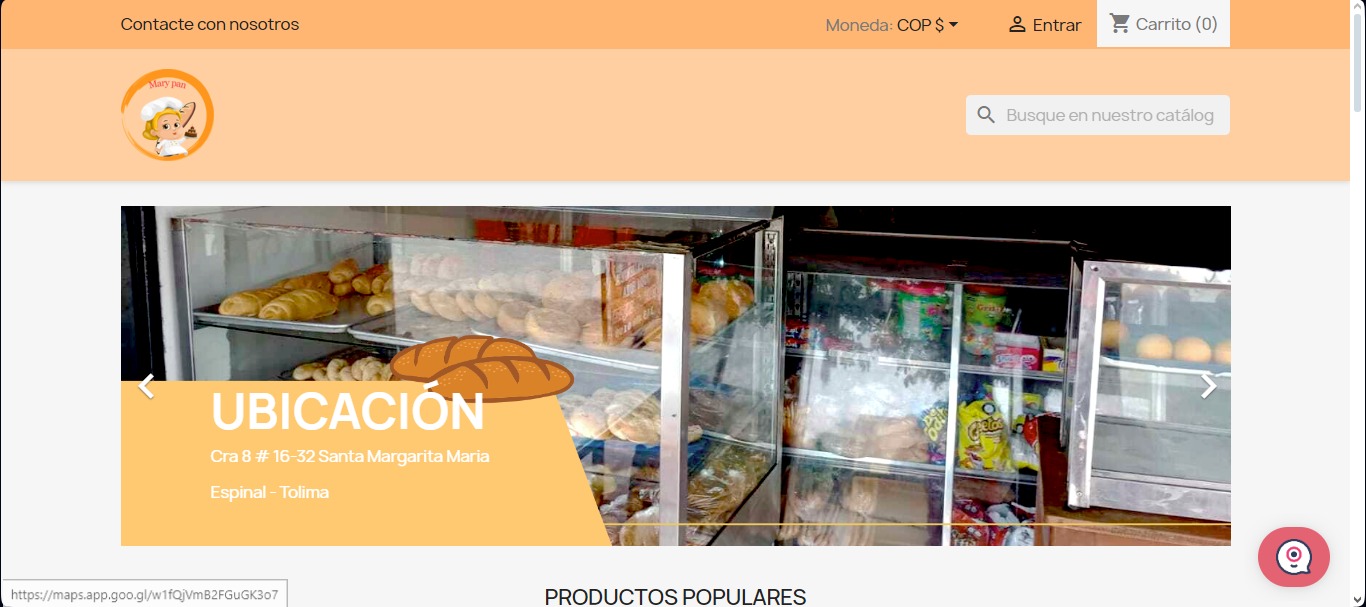 Contacte con nosotros
Moneda: COP $
Entrar
Carrito (0)
Mary pan
Busque en nuestro catálog
UBICACIÓN
Cra 8 # 16-32 Santa Margarita Maria
Espinal - Tolima
https://maps.app.goo.gl/w1fQjVmB2FGuGK3o7
PRODUCTOS POPULARES